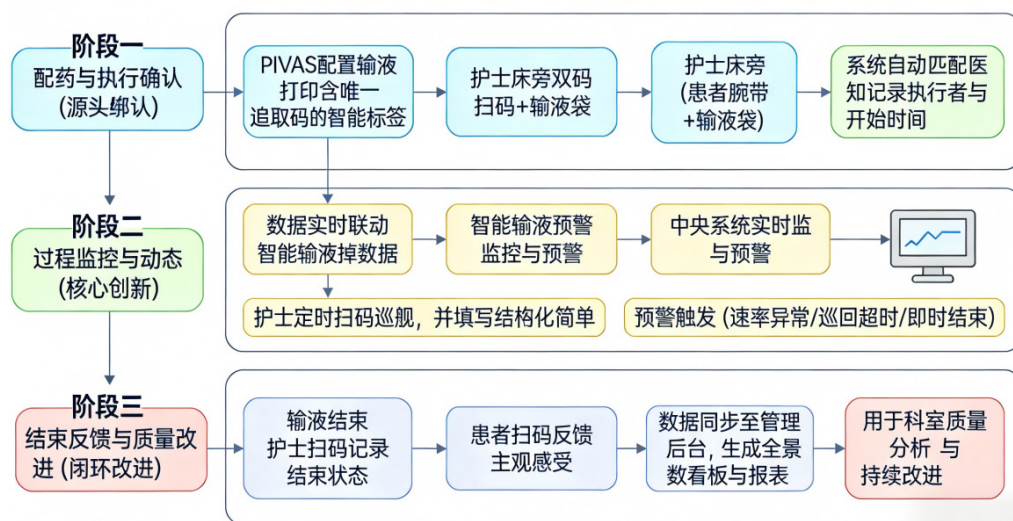 阶段一
配药与执行确认
(源头绑认)
PIVAS配置输液
打印含唯一
追取码的智能标签
护士床旁双码
扫码+输液袋
护士床旁
(患者腕带
+输液袋)
系统自动匹配医
知记录执行者与
开始时间
阶段二
过程监控与动态
(核心创新)
数据实时联动
智能输液掉数据
智能输液预警
监控与预警
中央系统实时监
与预警
护士定时扫码巡舰，并填写结构化简单
预警触发 (速率异常/巡回超时/即时结束)
阶段三
结束反馈与质量改
进 (闭环改进)
输液结束
护士扫码记录
结束状态
患者扫码反馈
主观感受
数据同步至管理
后台, 生成全景
数看板与报表
用于科室质量
分析 与
持续改进